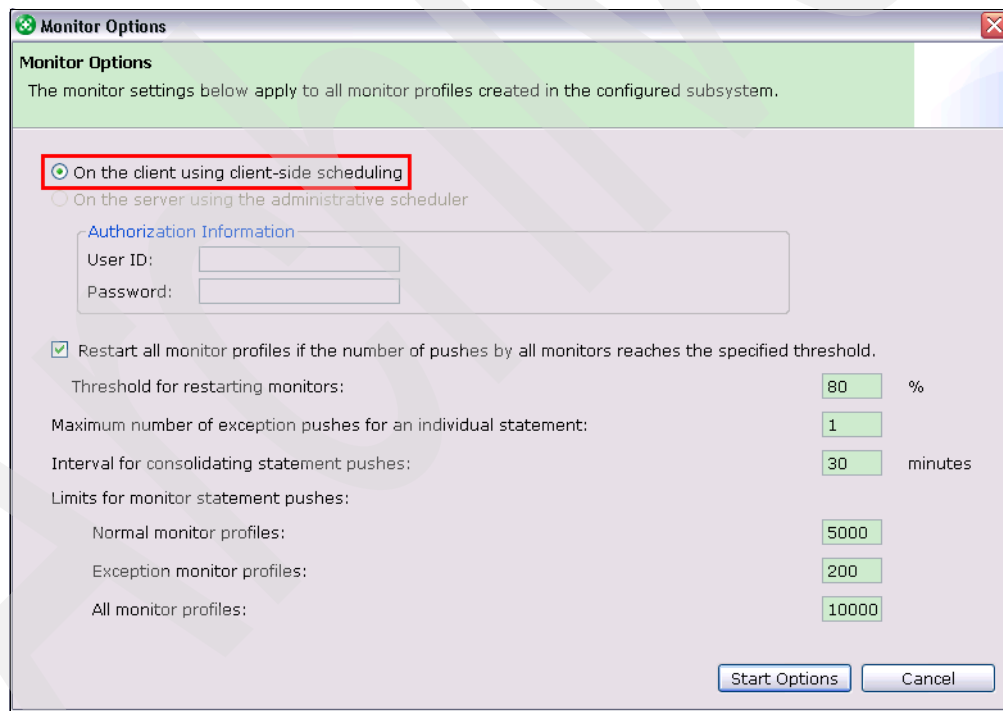 Monitor Options
Monitor Options
The monitor settings below apply to all monitor profiles created in the configured subsystem.
On the client using client-side scheduling
On the server using the administrative scheduler
Authorization Information
User ID:
Password:
Restart all monitor profiles if the number of pushes by all monitors reaches the specified threshold.
Threshold for restarting monitors: 80 %
Maximum number of exception pushes for an individual statement: 1
Interval for consolidating statement pushes: 30 minutes
Limits for monitor statement pushes:
Normal monitor profiles: 5000
Exception monitor profiles: 200
All monitor profiles: 10000
Start Options Cancel